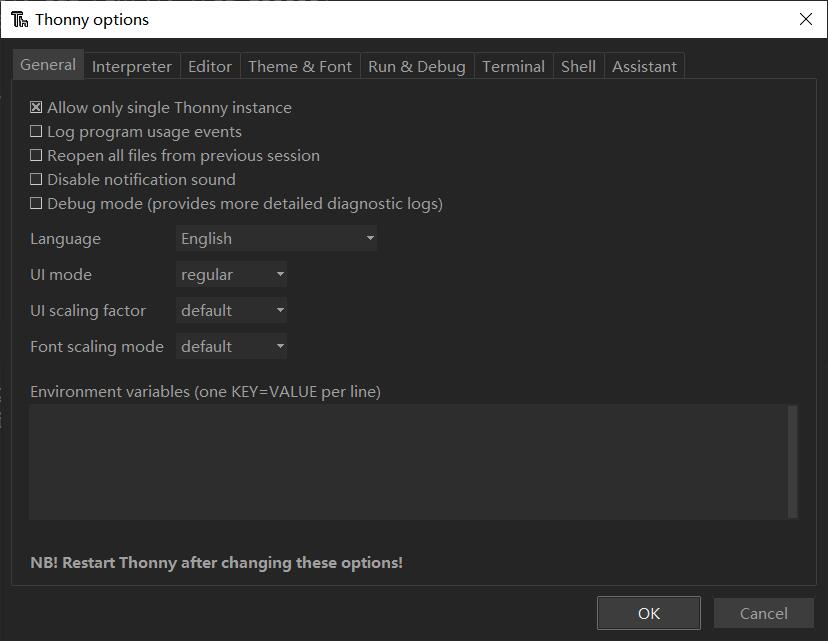 Thonny options
General Interpreter Editor Theme & Font Run & Debug Terminal Shell Assistant
Allow only single Thonny instance
Log program usage events
Reopen all files from previous session
Disable notification sound
Debug mode (provides more detailed diagnostic logs)
Language English
UI mode regular
UI scaling factor default
Font scaling mode default
Environment variables (one KEY=VALUE per line)
NB! Restart Thonny after changing these options!
OK Cancel